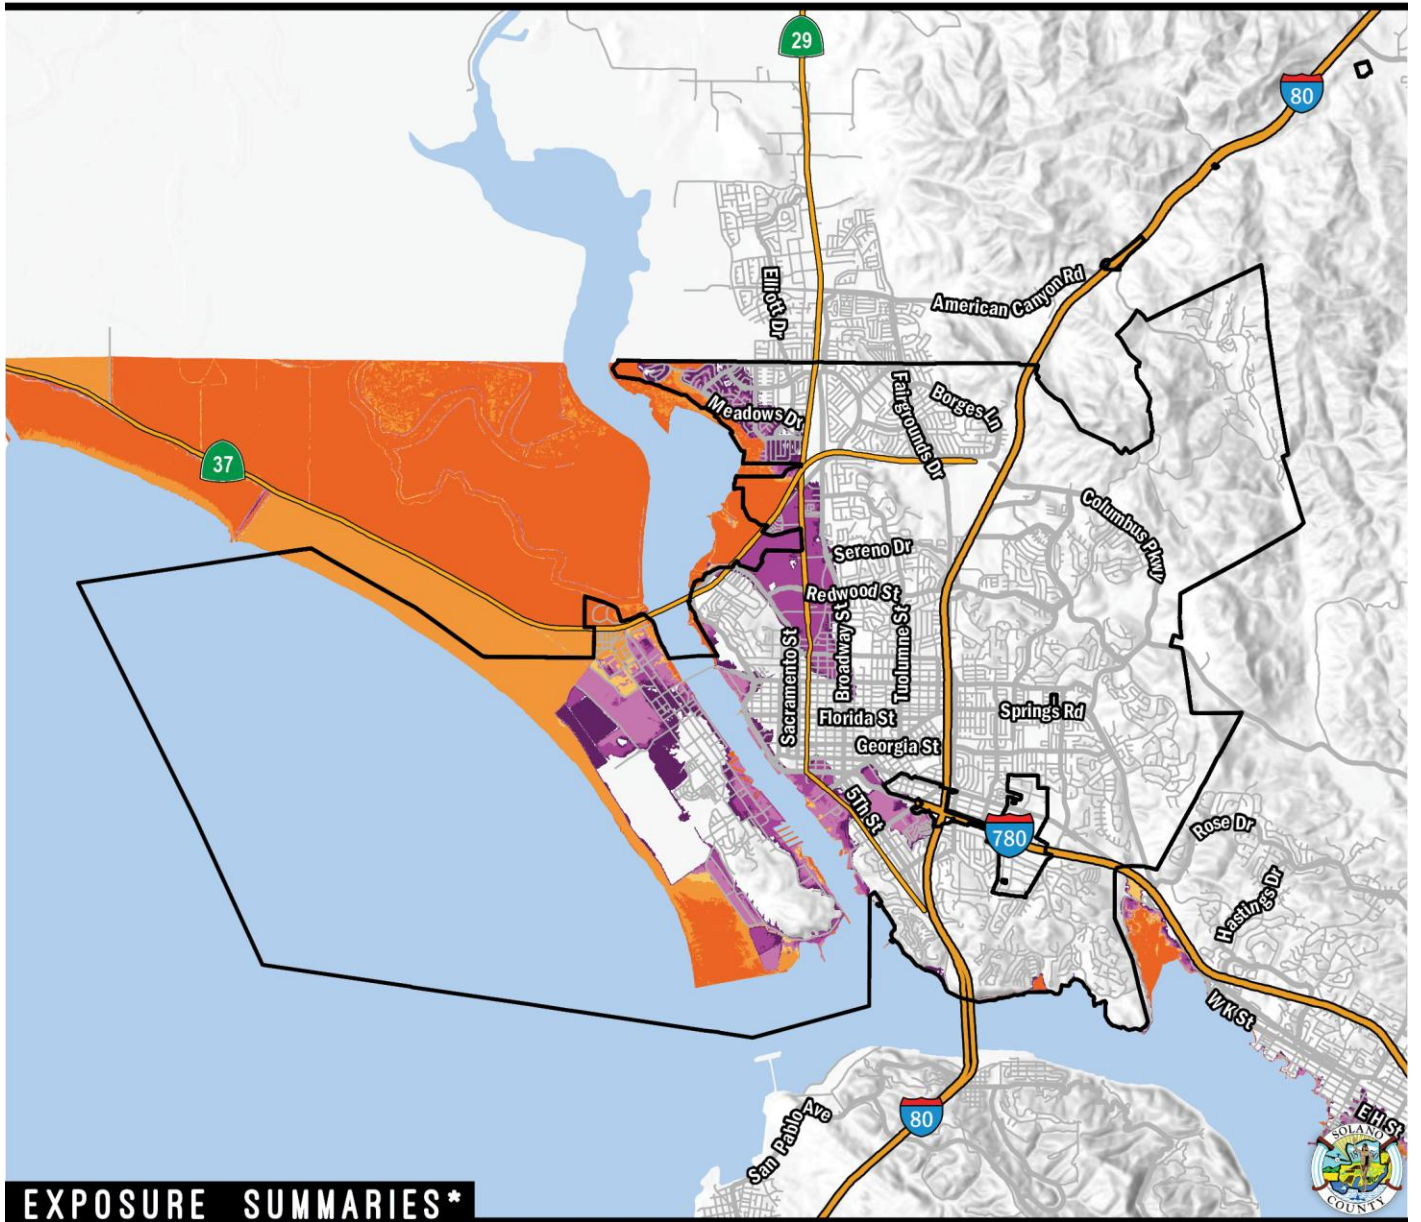 29
80
Elliott Dr
American Canyon Rd
Meadows Dr
Fairgrounds Dr
Borges Ln
37
Columbus Pkwy
Sereno Dr
Redwood St
Sacramento St
Broadway St
Tuolumne St
Springs Rd
Florida St
Georgia St
5Th St
780
Rose Dr
Hastings Dr
W K St
San Pablo Ave
80
E H St
SOLANO
COUNTY
EXPOSURE SUMMARIES*